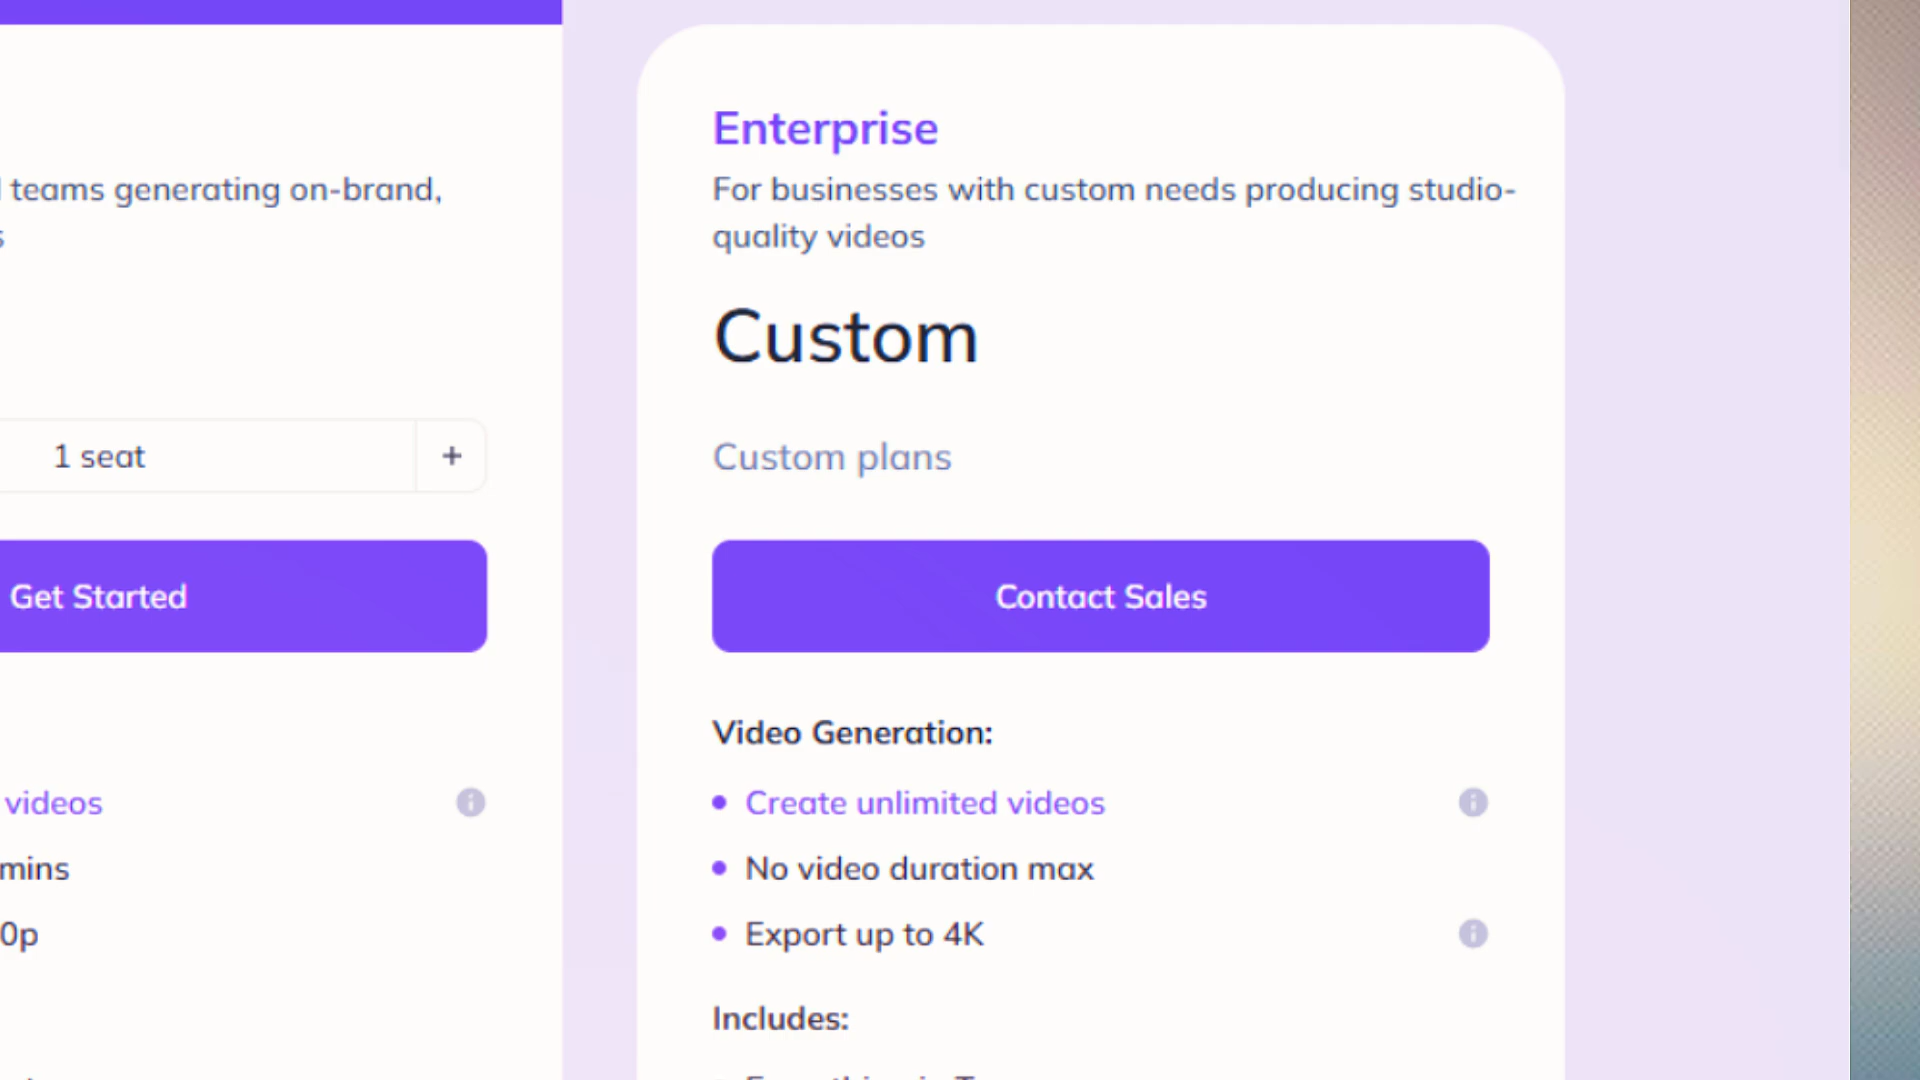 teams generating on-brand,
1 seat
+
Get Started
videos
mins
0p
Enterprise
For businesses with custom needs producing studio-
quality videos
Custom
Custom plans
Contact Sales
Video Generation:
Create unlimited videos
No video duration max
Export up to 4K
Includes: